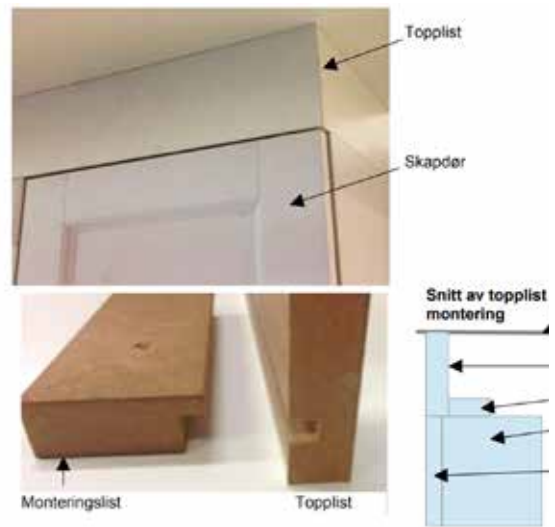 Topplist
Skapdør
Monteringslist
Topplist
Snitt av topplist
montering